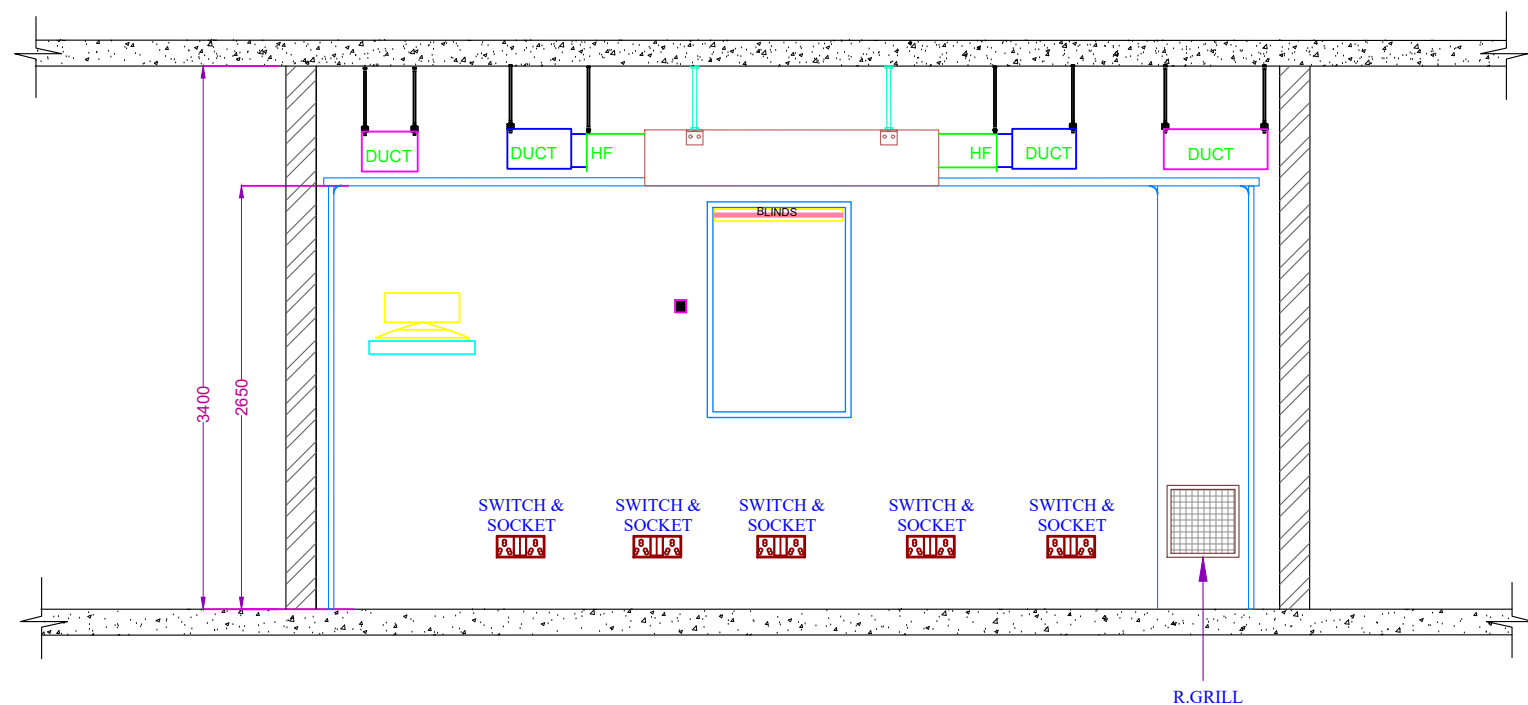 DUCT
DUCT
HF
HF
DUCT
DUCT
BLINDS
3400
2650
SWITCH &
SOCKET
SWITCH &
SOCKET
SWITCH &
SOCKET
SWITCH &
SOCKET
SWITCH &
SOCKET
R.GRILL